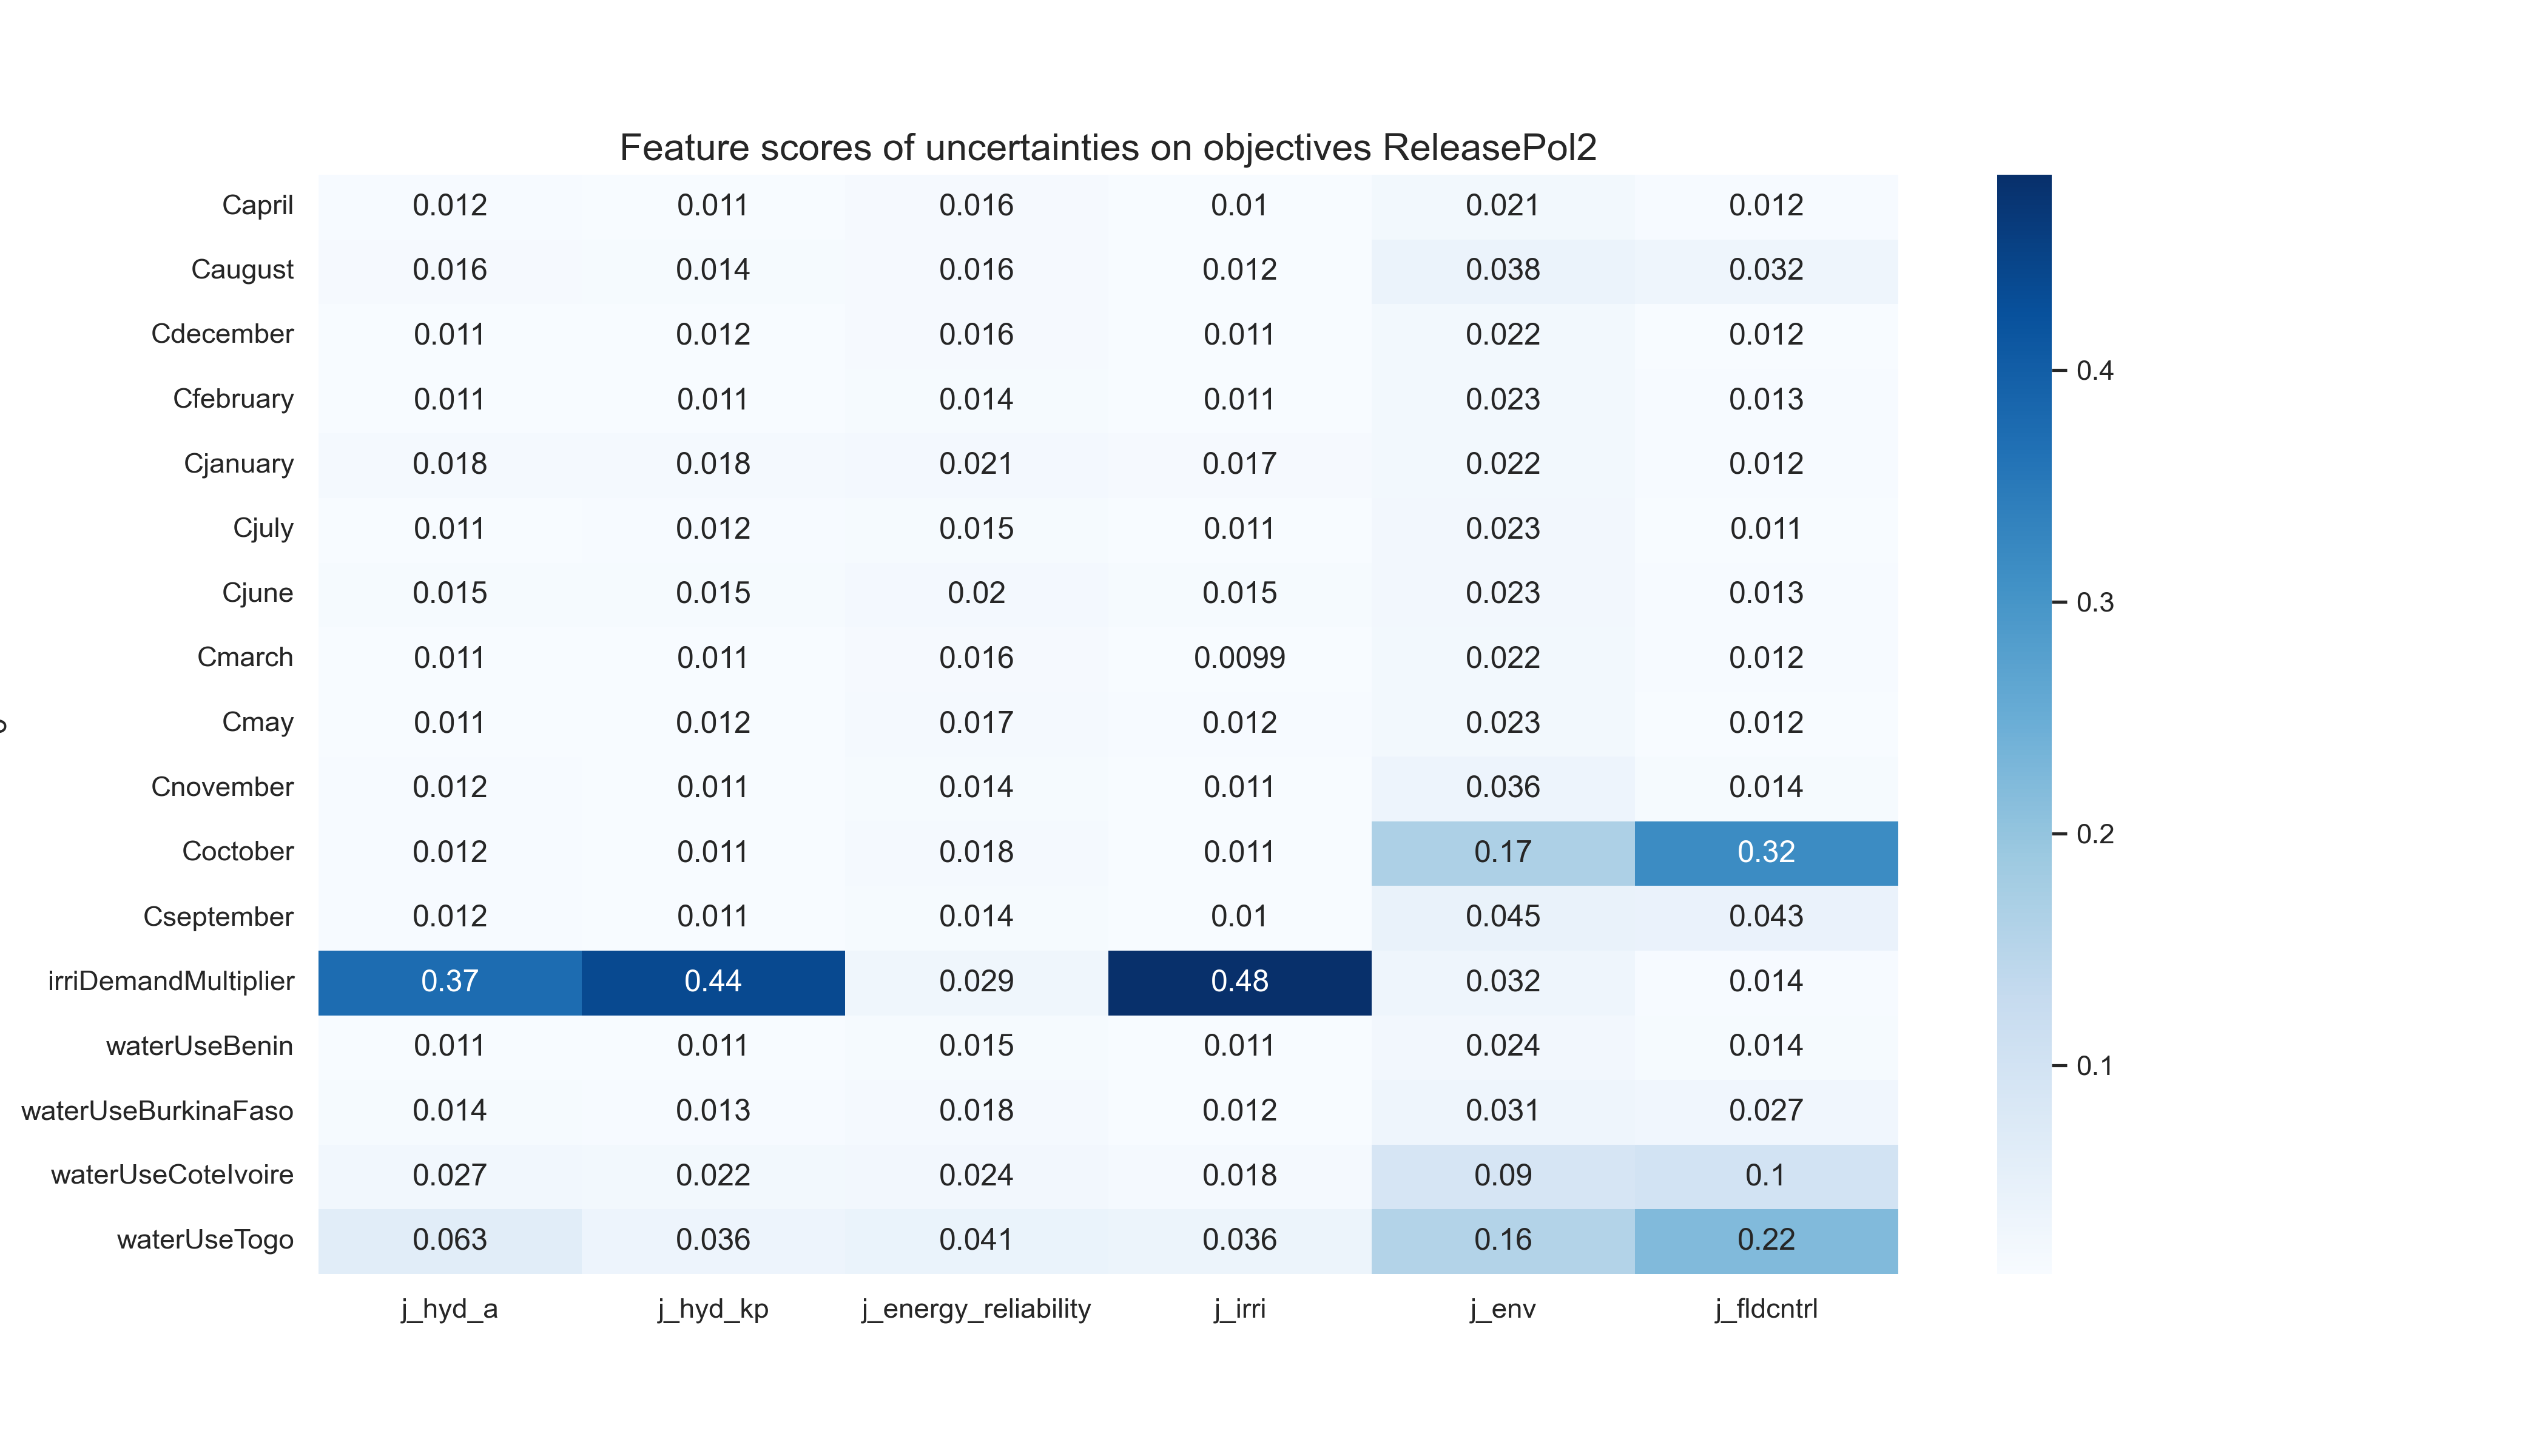 Feature scores of uncertainties on objectives ReleasePol2
Capril 0.012 0.011 0.016 0.01 0.021 0.012
Caugust 0.016 0.014 0.016 0.012 0.038 0.032
Cdecember 0.011 0.012 0.016 0.011 0.022 0.012
Cfebruary 0.011 0.011 0.014 0.011 0.023 0.013
Cjanuary 0.018 0.018 0.021 0.017 0.022 0.012
Cjuly 0.011 0.012 0.015 0.011 0.023 0.011
Cjune 0.015 0.015 0.02 0.015 0.023 0.013
Cmarch 0.011 0.011 0.016 0.0099 0.022 0.012
Cmay 0.011 0.012 0.017 0.012 0.023 0.012
Cnovember 0.012 0.011 0.014 0.011 0.036 0.014
Coctober 0.012 0.011 0.018 0.011 0.17 0.32
Cseptember 0.012 0.011 0.014 0.01 0.045 0.043
irriDemandMultiplier 0.37 0.44 0.029 0.48 0.032 0.014
waterUseBenin 0.011 0.011 0.015 0.011 0.024 0.014
waterUseBurkinaFaso 0.014 0.013 0.018 0.012 0.031 0.027
waterUseCoteIvoire 0.027 0.022 0.024 0.018 0.09 0.1
waterUseTogo 0.063 0.036 0.041 0.036 0.16 0.22
j_hyd_a j_hyd_kp j_energy_reliability j_irri j_env j_fldcntrl
0.4
0.3
0.2
0.1